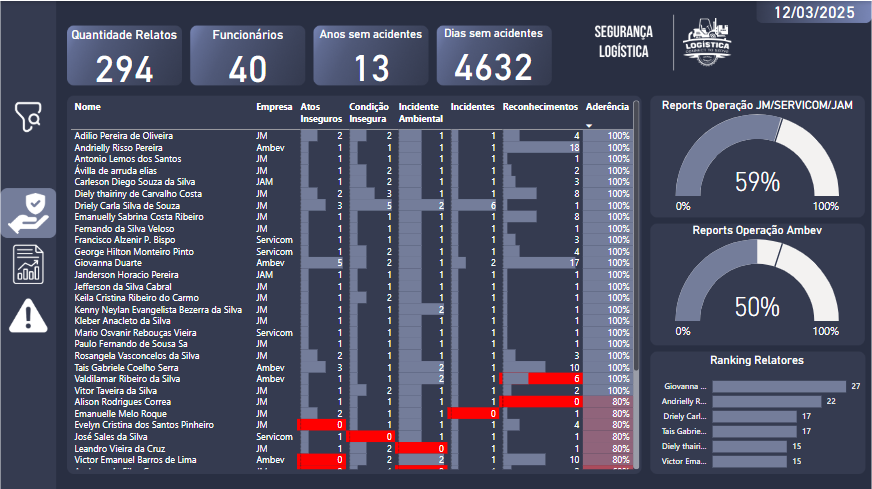 12/03/2025
Quantidade Relatos
294
Funcionários
40
Anos sem acidentes
13
Dias sem acidentes
4632
SEGURANÇA
LOGÍSTICA
LOGÍSTICA
Nome Empresa Atos Inseguros Condição Insegura Incidente Ambiental Incidentes Reconhecimentos Aderência
Adilio Pereira de Oliveira JM 2 2 1 1 4 100%
Andrielly Risso Pereira Ambev 1 1 1 1 18 100%
Antonio Lemos dos Santos JM 1 1 1 1 1 100%
Ávilla de arruda elias JM 1 2 1 1 2 100%
Carleson Diego Souza da Silva JAM 1 2 1 1 3 100%
Diely thairiny de Carvalho Costa JM 2 3 1 1 8 100%
Driely Carla Silva de Souza JM 3 5 2 6 1 100%
Emanuelly Sabrina Costa Ribeiro JM 1 1 1 1 8 100%
Fernando da Silva Veloso JM 1 1 1 1 1 100%
Francisco Alzenir P. Bispo Servicom 1 1 1 1 3 100%
George Hilton Monteiro Pinto Servicom 1 2 1 1 4 100%
Giovanna Duarte Ambev 5 2 1 2 17 100%
Janderson Horacio Pereira JAM 1 1 1 1 1 100%
Jefferson da Silva Cabral JM 1 1 1 1 1 100%
Keila Cristina Ribeiro do Carmo JM 1 2 1 1 1 100%
Kenny Neylan Evangelista Bezerra da Silva JM 1 1 2 1 1 100%
Kleber Anacleto da Silva JM 1 1 1 1 1 100%
Mario Osvanir Rebouças Vieira Servicom 1 1 1 1 1 100%
Paulo Fernando de Sousa Sa JM 1 1 1 1 1 100%
Rosangela Vasconcelos da Silva JM 2 1 1 1 3 100%
Tais Gabriele Coelho Serra Ambev 3 1 2 1 10 100%
Valdilamar Ribeiro da Silva Ambev 1 1 2 1 6 100%
Vitor Taveira da Silva JM 1 2 1 1 2 100%
Alison Rodrigues Correa JM 1 1 1 1 0 80%
Emanuelle Melo Roque JM 2 1 1 0 1 80%
Evelyn Cristina dos Santos Pinheiro JM 0 1 1 1 4 80%
José Sales da Silva Servicom 1 0 1 1 1 80%
Leandro Vieira da Cruz JM 1 2 0 1 1 80%
Victor Emanuel Barros de Lima Ambev 0 2 2 1 10 80%
Reports Operação JM/SERVICOM/JAM
59%
0% 100%
Reports Operação Ambev
50%
0% 100%
Ranking Relatores
Giovanna ... 27
Andrielly R... 22
Driely Carl... 17
Tais Gabrie... 17
Diely thairi... 15
Victor Ema... 15